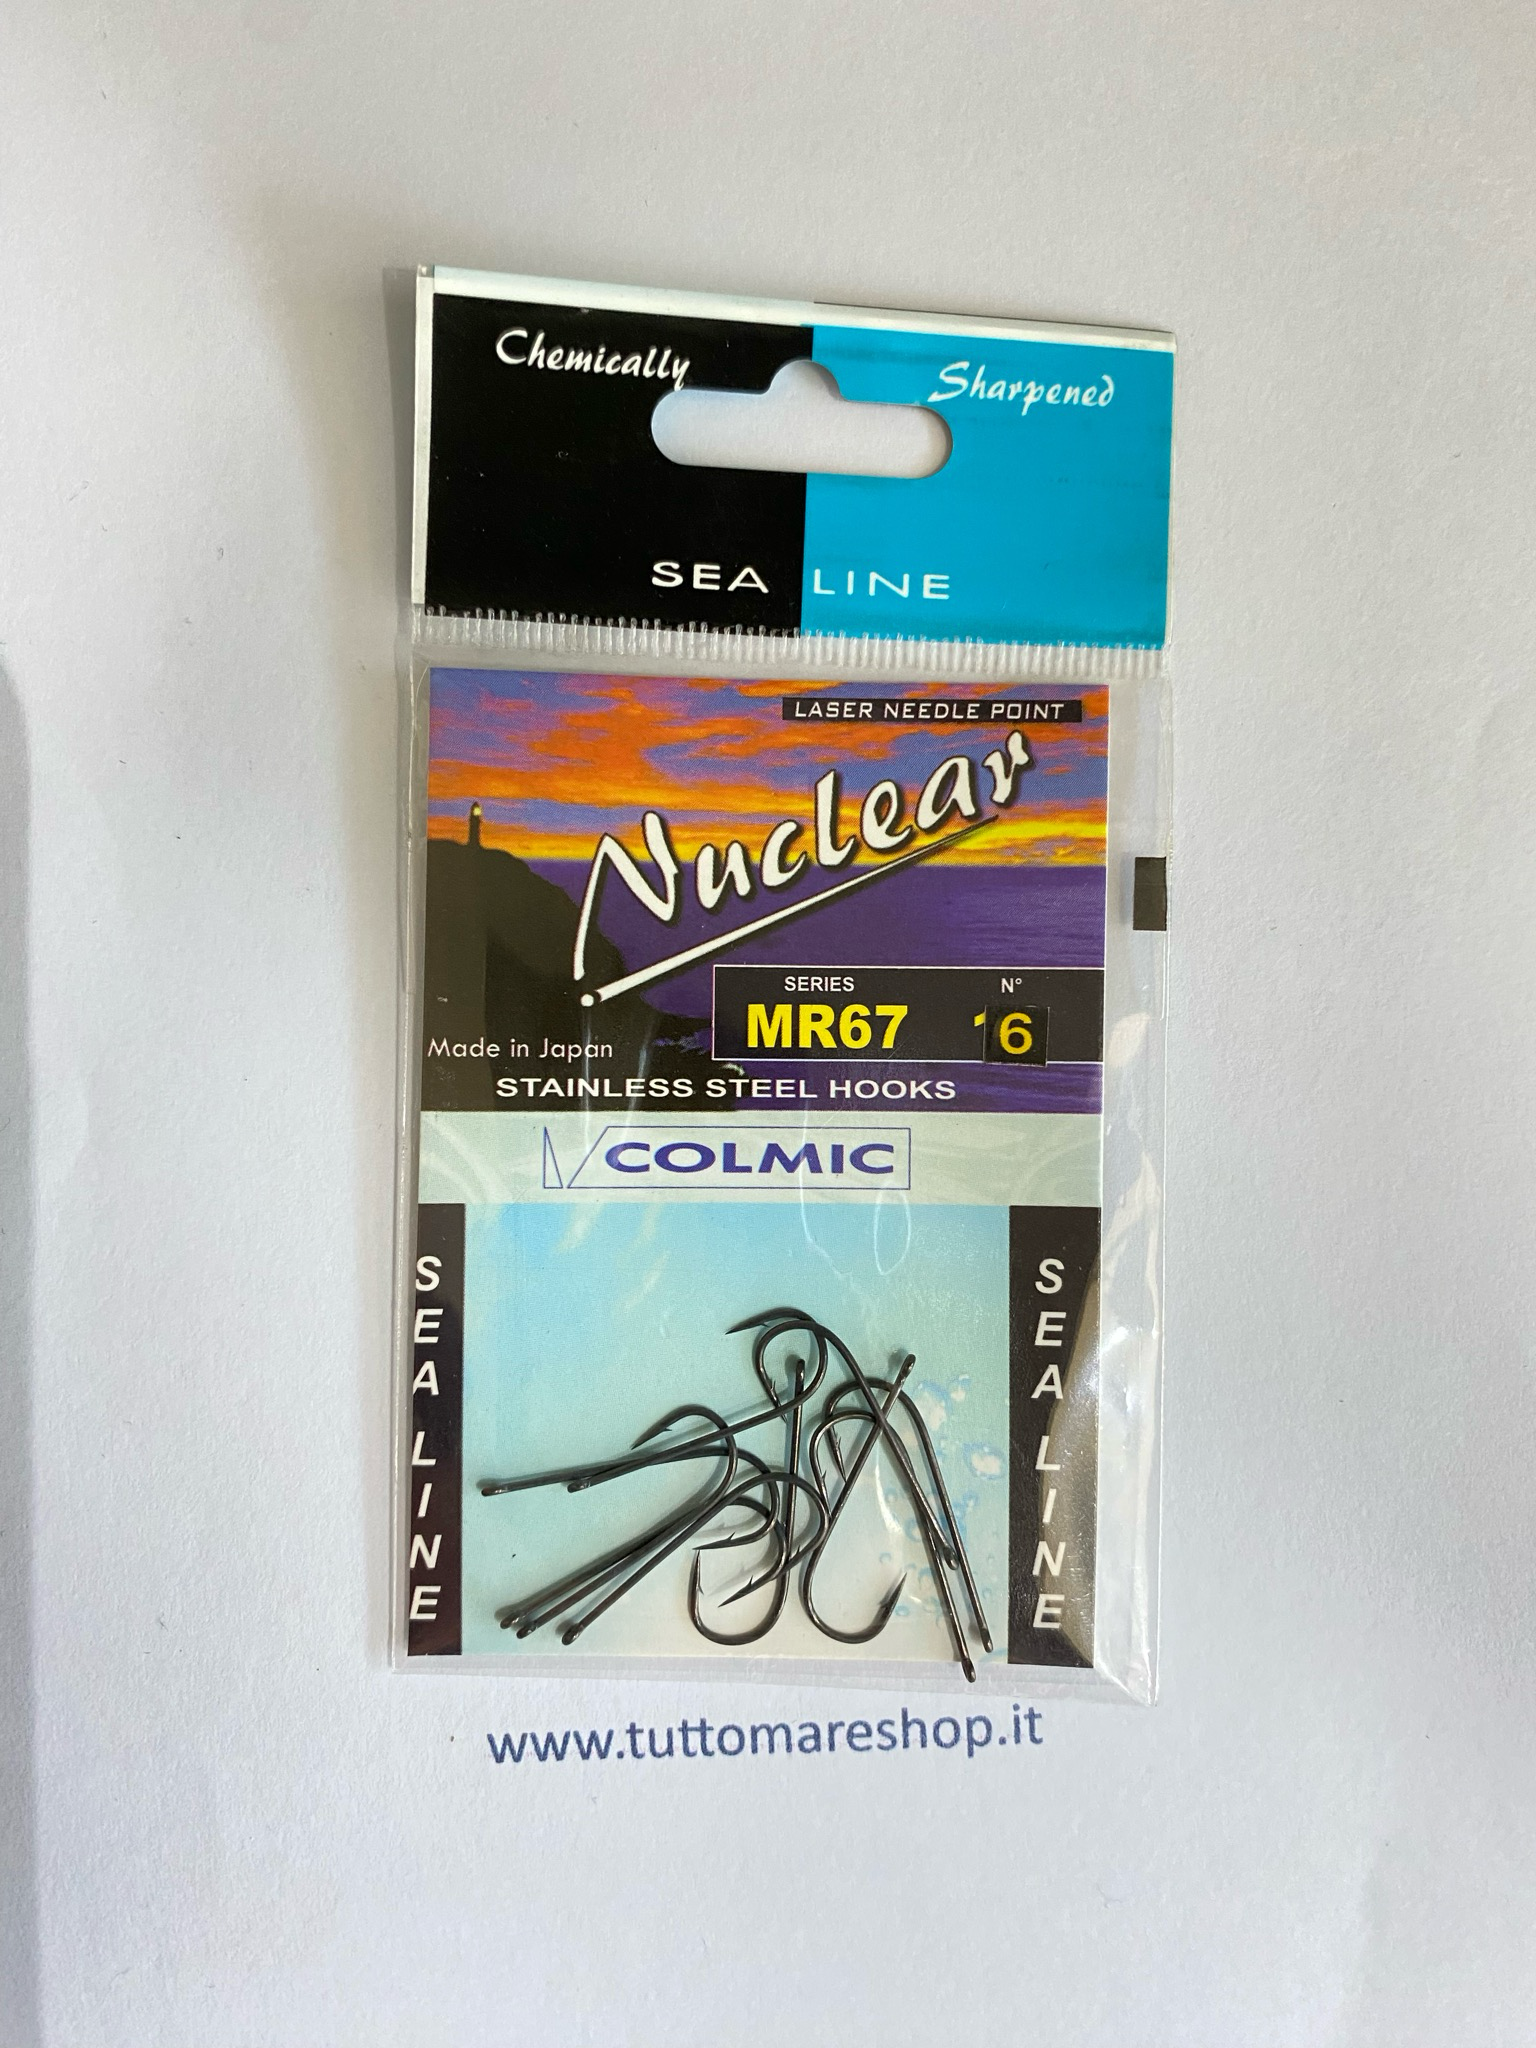 Chemically Sharpened
SEA LINE
LASER NEEDLE POINT
Nuclear
SERIES N°
MR67 6
Made in Japan
STAINLESS STEEL HOOKS
COLMIC
SEA LINE
SEA LINE
www.tuttomareshop.it